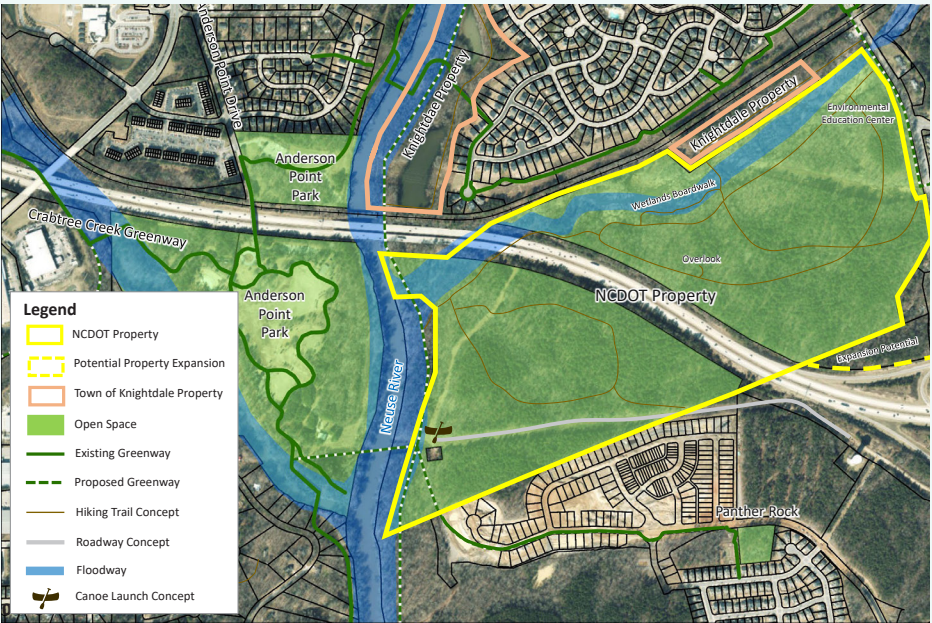 Anderson Point Drive
Knightdae Property
Knightdale Property
Environmental
Education Center
Anderson
Point
Park
Wetlands Boardwalk
Crabtree Creek Greenway
Overlook
NCDOT Property
Anderson
Point
Park
Expansion Potential
Neuse River
Panther Rock
Legend
NCDOT Property
Potential Property Expansion
Town of Knightdale Property
Open Space
Existing Greenway
Proposed Greenway
Hiking Trail Concept
Roadway Concept
Floodway
Canoe Launch Concept